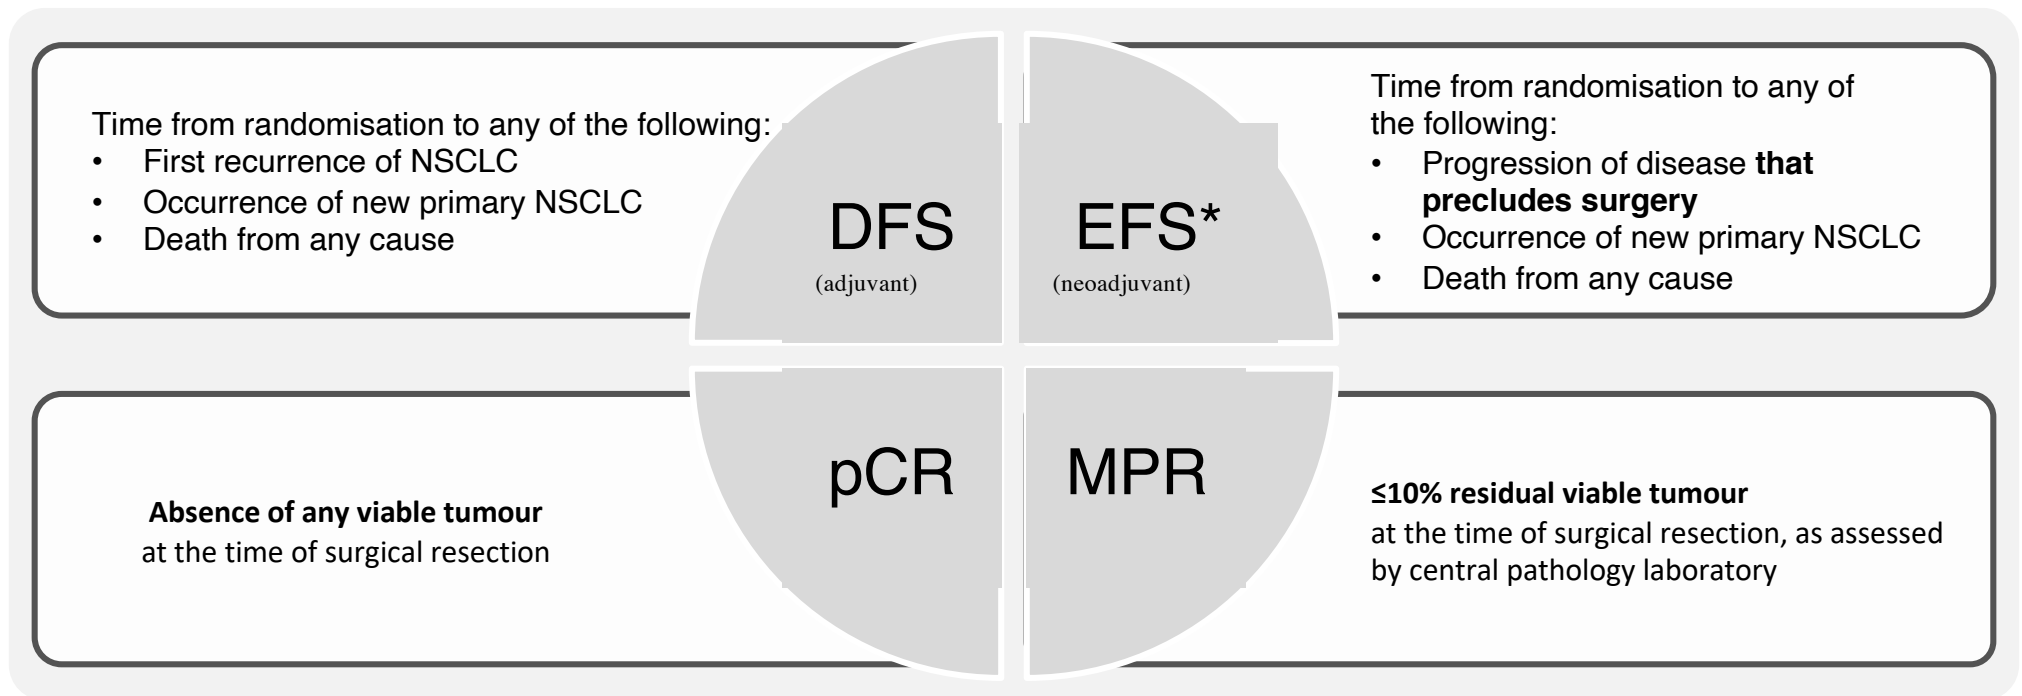 Time from randomisation to any of the following:
• First recurrence of NSCLC
• Occurrence of new primary NSCLC
• Death from any cause
DFS
(adjuvant)
EFS*
(neoadjuvant)
Time from randomisation to any of
the following:
• Progression of disease that
precludes surgery
• Occurrence of new primary NSCLC
• Death from any cause
Absence of any viable tumour
at the time of surgical resection
pCR
MPR
≤10% residual viable tumour
at the time of surgical resection, as assessed
by central pathology laboratory